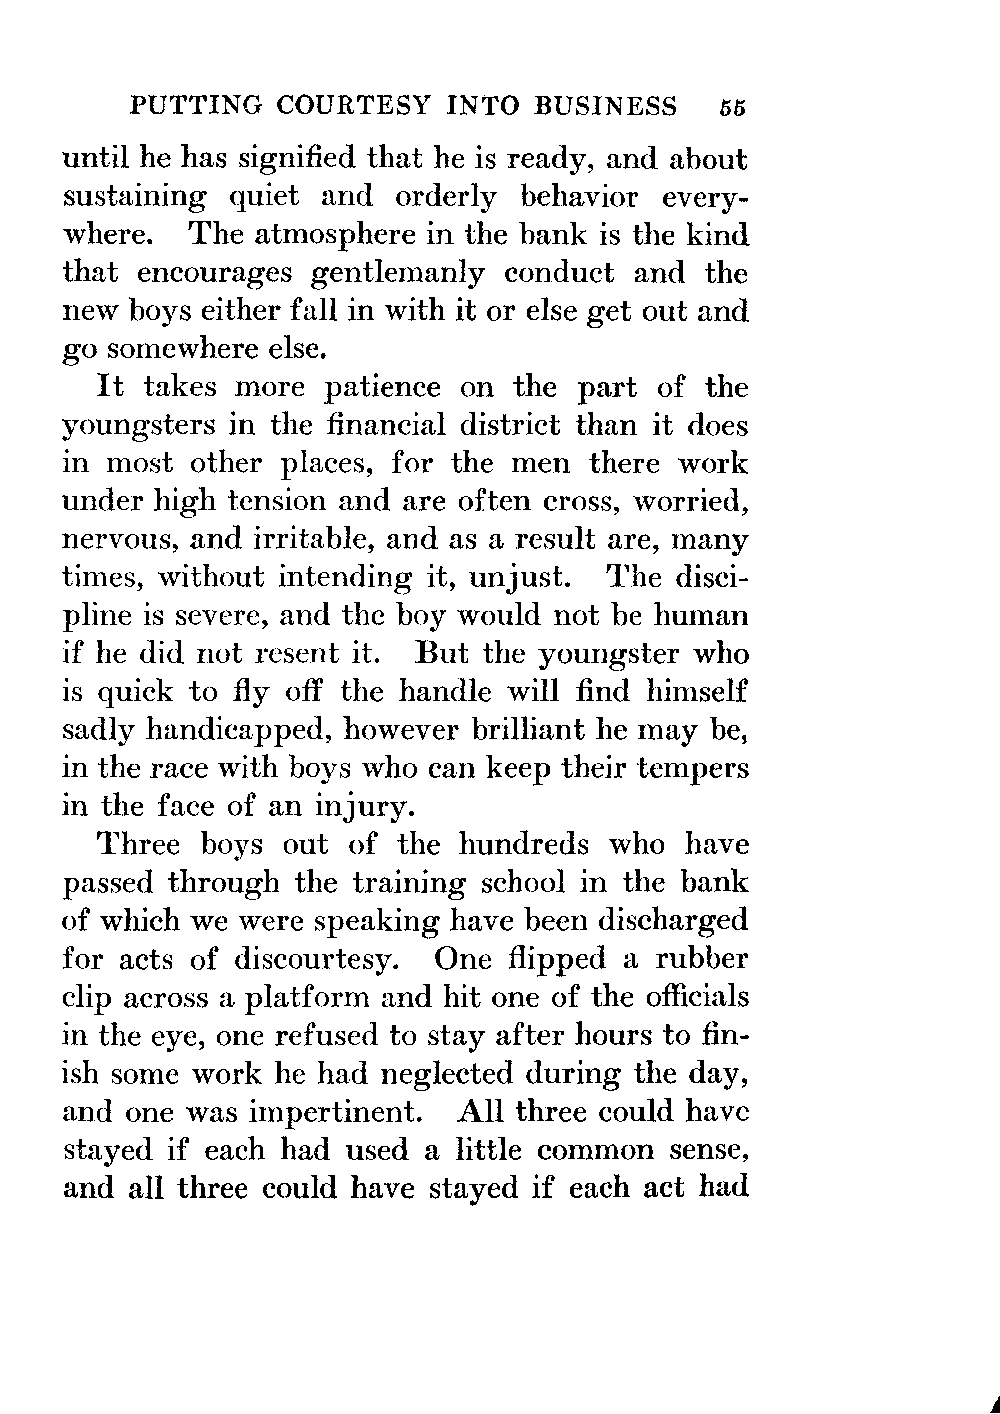 PUTTING COURTESY INTO BUSINESS 55
until he has signified that he is ready, and about
sustaining quiet and orderly behavior every-
where. The atmosphere in the bank is the kind
that encourages gentlemanly conduct and the
new boys either fall in with it or else get out and
go somewhere else.
It takes more patience on the part of the
youngsters in the financial district than it does
in most other places, for the men there work
under high tension and are often cross, worried,
nervous, and irritable, and as a result are, many
times, without intending it, unjust. The disci-
pline is severe, and the boy would not be human
if he did not resent it. But the youngster who
is quick to fly off the handle will find himself
sadly handicapped, however brilliant he may be,
in the race with boys who can keep their tempers
in the face of an injury.
Three boys out of the hundreds who have
passed through the training school in the bank
of which we were speaking have been discharged
for acts of discourtesy. One flipped a rubber
clip across a platform and hit one of the officials
in the eye, one refused to stay after hours to fin-
ish some work he had neglected during the day,
and one was impertinent. All three could have
stayed if each had used a little common sense,
and all three could have stayed if each act had